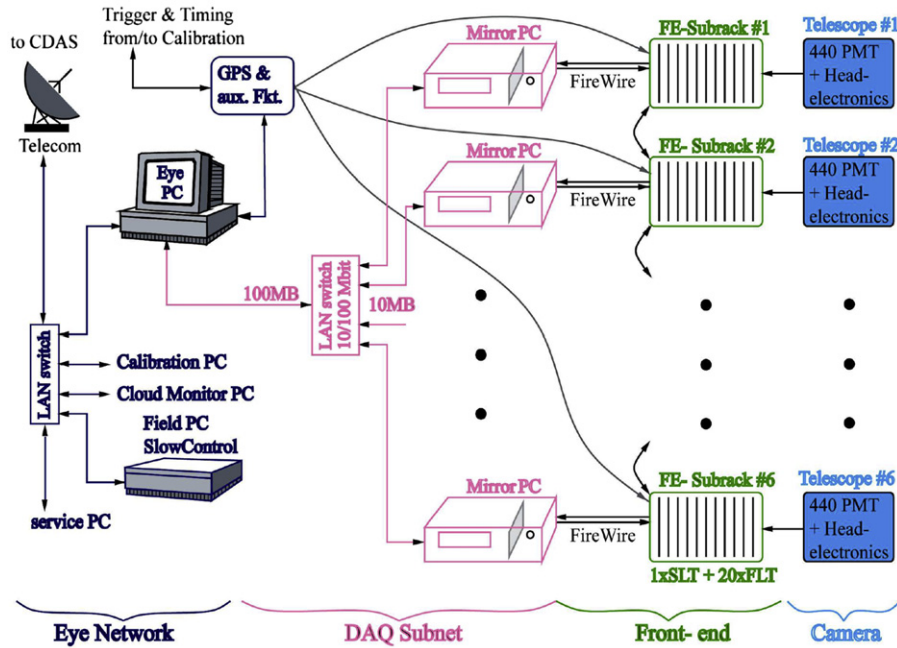 Trigger & Timing
from/to Calibration
to CDAS
Telecom
GPS &
aux. Fkt.
Eye
PC
LAN switch
Calibration PC
Cloud Monitor PC
Field PC
SlowControl
service PC
100MB
LAN switch
10/100 Mbit
10MB
Mirror PC
FireWire
FE-Subrack #1
Telescope #1
440 PMT
+ Head-
electronics
Mirror PC
FireWire
FE- Subrack #2
Telescope #2
440 PMT
+ Head-
electronics
Mirror PC
FireWire
FE- Subrack #6
1xSLT + 20xFLT
Telescope #6
440 PMT
+ Head-
electronics
Eye Network
DAQ Subnet
Front- end
Camera